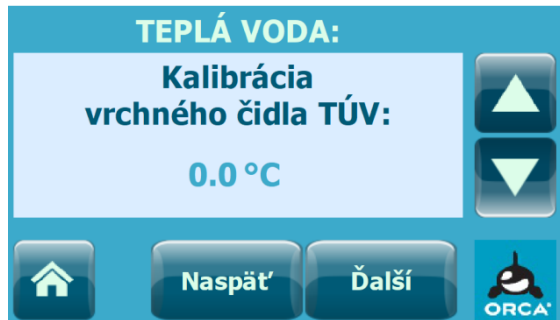 TEPLÁ VODA:
Kalibrácia
vrchného čidla TÚV:
0.0 °C
Naspäť
Ďalší
ORCA